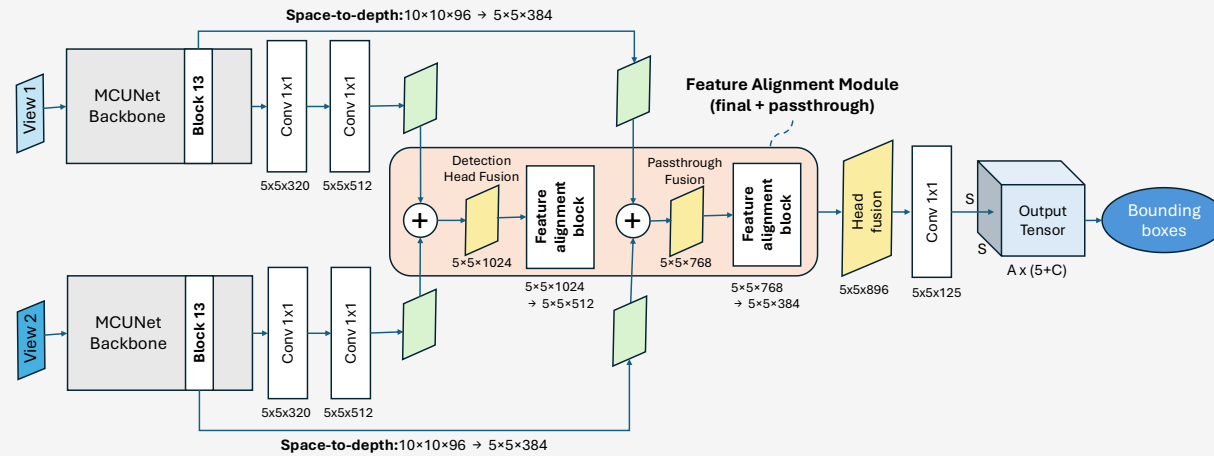 Space-to-depth:10×10×96 → 5×5×384
View 1
MCUNet
Backbone
Block 13
Conv 1x1
Conv 1x1
5x5x320
5x5x512
Feature Alignment Module
(final + passthrough)
Detection
Head Fusion
Feature
alignment
block
Passthrough
Fusion
Feature
alignment
block
+
+
5×5×1024
5×5×768
5×5×1024
→ 5×5×512
5×5×768
→ 5×5×384
Head
fusion
5x5x896
Conv 1x1
5x5x125
S
S
Output
Tensor
A x (5+C)
Bounding
boxes
View 2
MCUNet
Backbone
Block 13
Conv 1x1
Conv 1x1
5x5x320
5x5x512
Space-to-depth:10×10×96 → 5×5×384